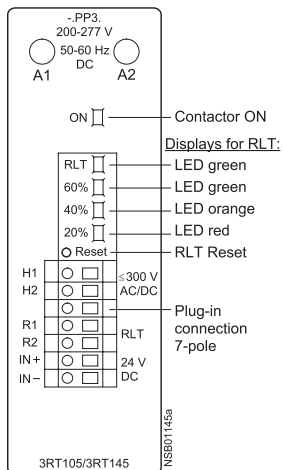 -.PP3.
200-277 V
50-60 Hz
DC
A1 A2
ON Contactor ON
Displays for RLT:
RLT LED green
60% LED green
40% LED orange
20% LED red
Reset RLT Reset
H1 ≤300 V
H2 AC/DC
Plug-in
connection
7-pole
R1 RLT
R2
IN+ 24 V
IN− DC
NSB01145a
3RT105/3RT145